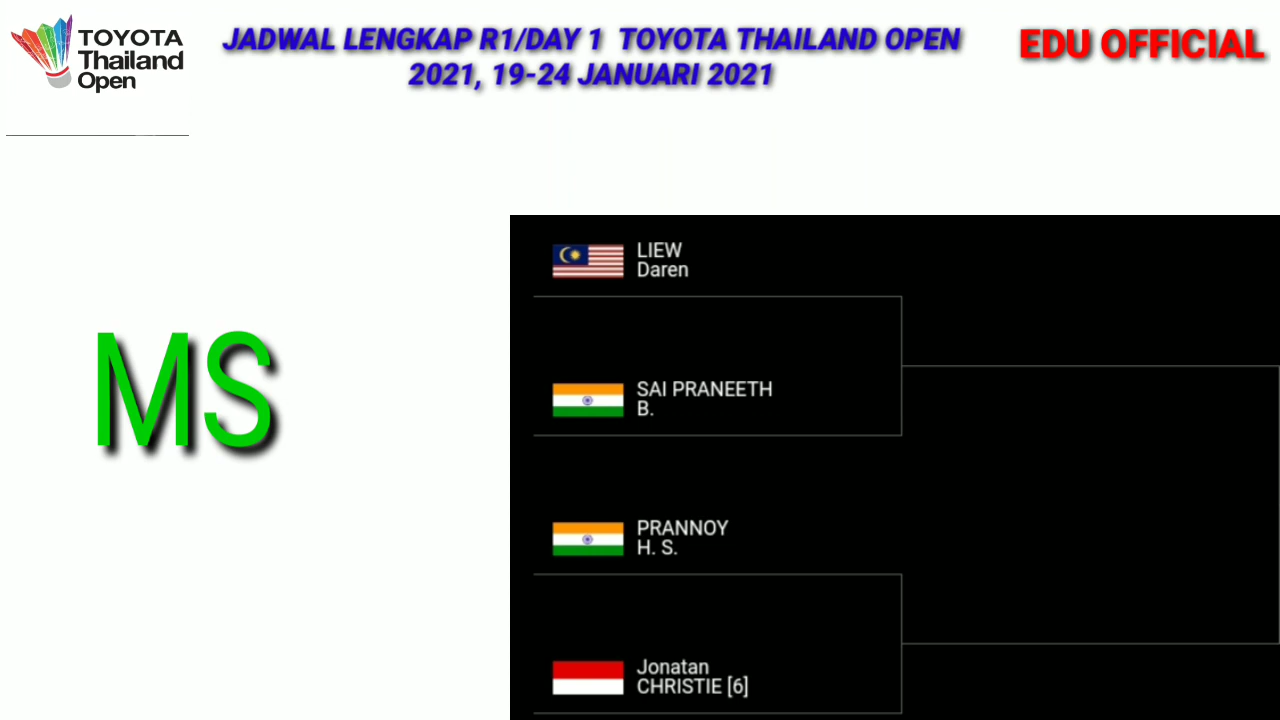 TOYOTA
Thailand
Open
JADWAL LENGKAP R1/DAY 1 TOYOTA THAILAND OPEN
2021, 19-24 JANUARI 2021
EDU OFFICIAL
MS
LIEW
Daren
SAI PRANEETH
B.
PRANNOY
H. S.
Jonatan
CHRISTIE [6]